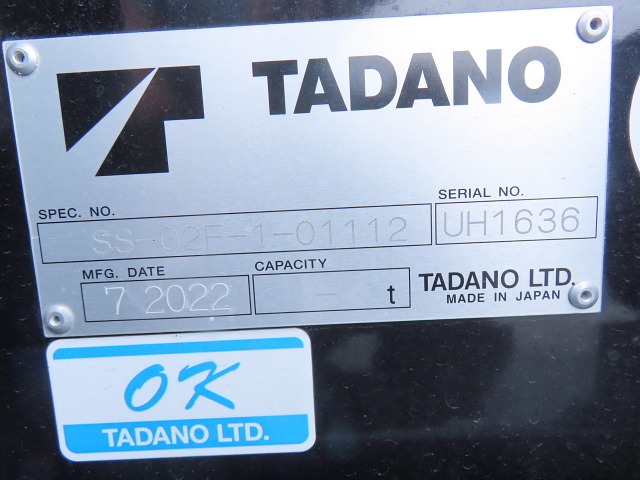 TADANO
SPEC. NO.
SS-02F-1-01112
SERIAL NO.
UH1636
MFG. DATE
7 2022
CAPACITY
- t
TADANO LTD.
MADE IN JAPAN
OK
TADANO LTD.